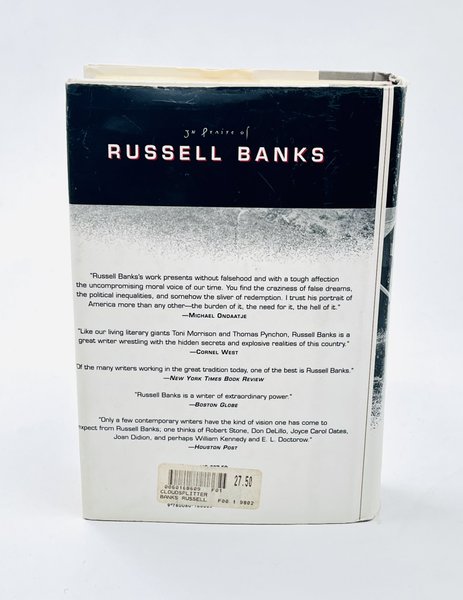 In Praise of
RUSSELL BANKS
"Russell Banks's work presents without falsehood and with a tough affection
the uncompromising moral voice of our time. You find the craziness of false dreams,
the political inequalities, and somehow the sliver of redemption. I trust his portrait of
America more than any other—the burden of it, the need for it, the hell of it."
—MICHAEL ONDAATJE
"Like our living literary giants Toni Morrison and Thomas Pynchon, Russell Banks is a
great writer wrestling with the hidden secrets and explosive realities of this country."
—CORNEL WEST
"Of the many writers working in the great tradition today, one of the best is Russell Banks."
—NEW YORK TIMES BOOK REVIEW
"Russell Banks is a writer of extraordinary power."
—BOSTON GLOBE
"Only a few contemporary writers have the kind of vision one has come to
expect from Russell Banks; one thinks of Robert Stone, Don DeLillo, Joyce Carol Oates,
Joan Didion, and perhaps William Kennedy and E. L. Doctorow."
—HOUSTON POST
27.50
0060168609 F01
CLOUDSPLITTER
BANKS RUSSELL F00 1 9802